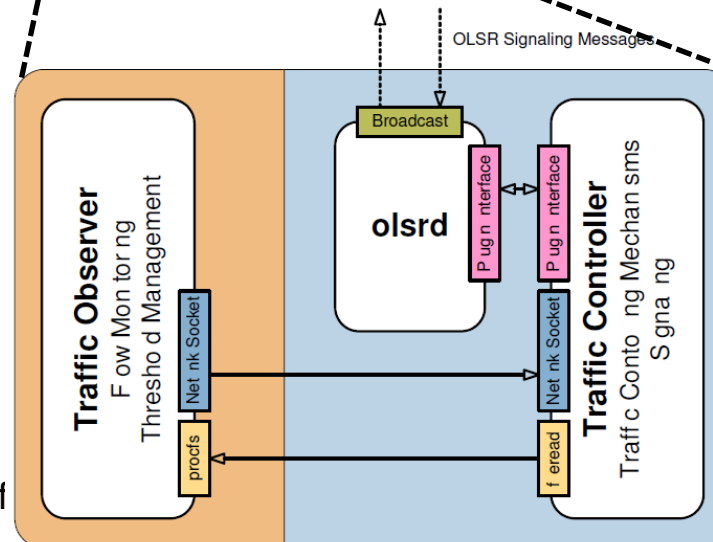 OLSR Signaling Messages
Broadcast
Traffic Observer
F ow Mon tor ng
Thresho d Management
Net nk Socket
procfs
olsrd
P ug n nterface
P ug n nterface
Net nk Socket
f eread
Traffic Controller
Traff c Conto ng Mechan sms
S gna ng
f